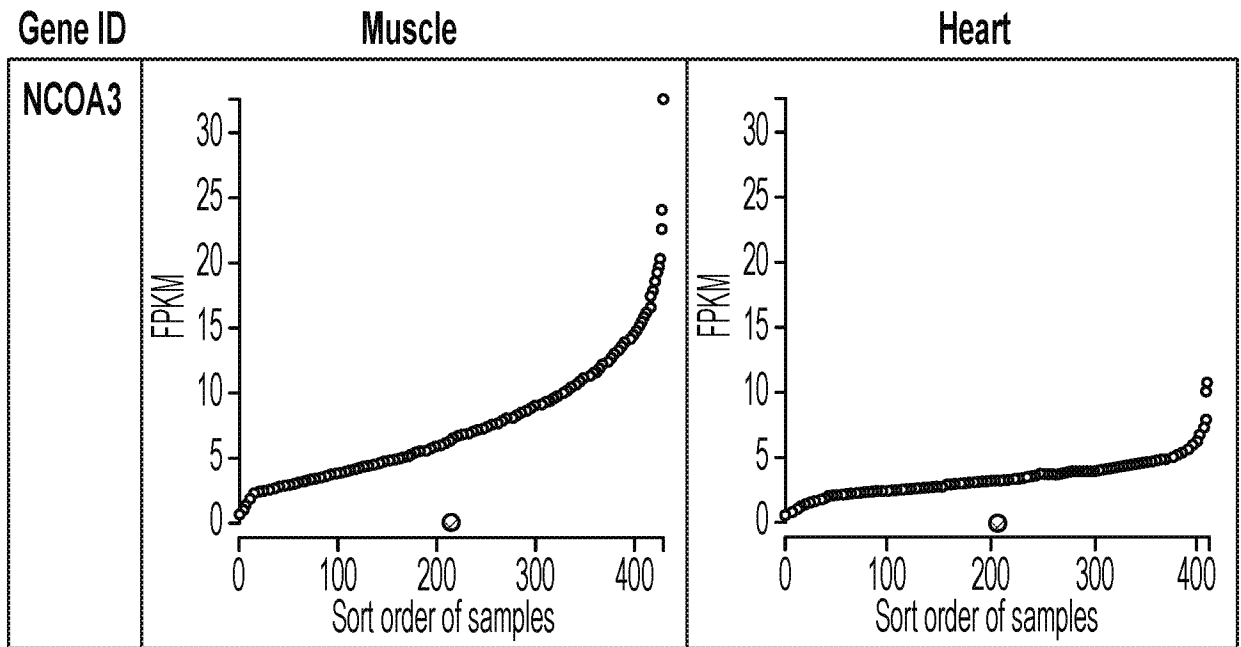 Gene ID Muscle Heart
NCOA3
30 30
25 25
20 20
15 15
10 10
5 5
0 0
FPKM FPKM
0 100 200 300 400 0 100 200 300 400
Sort order of samples Sort order of samples